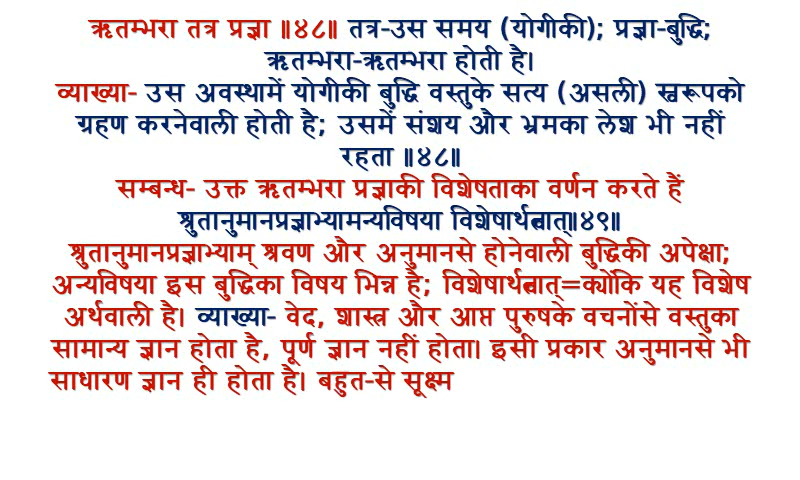 ऋतम्भरा तत्र प्रज्ञा ॥४८॥ तत्र-उस समय (योगीकी); प्रज्ञा-बुद्धि;
ऋतम्भरा-ऋतम्भरा होती है।
व्याख्या- उस अवस्थामें योगीकी बुद्धि वस्तुके सत्य (असली) स्वरूपको
ग्रहण करनेवाली होती है; उसमें संशय और भ्रमका लेश भी नहीं
रहता ॥४८॥
सम्बन्ध- उक्त ऋतम्भरा प्रज्ञाकी विशेषताका वर्णन करते हैं
श्रुतानुमानप्रज्ञाभ्यामन्यविषया विशेषार्थत्वात्॥४९॥
श्रुतानुमानप्रज्ञाभ्याम् श्रवण और अनुमानसे होनेवाली बुद्धिकी अपेक्षा;
अन्यविषया इस बुद्धिका विषय भिन्न है; विशेषार्थत्वात्=क्योंकि यह विशेष
अर्थवाली है। व्याख्या- वेद, शास्त्र और आप्त पुरुषके वचनोंसे वस्तुका
सामान्य ज्ञान होता है, पूर्ण ज्ञान नहीं होता। इसी प्रकार अनुमानसे भी
साधारण ज्ञान ही होता है। बहुत-से सूक्ष्म